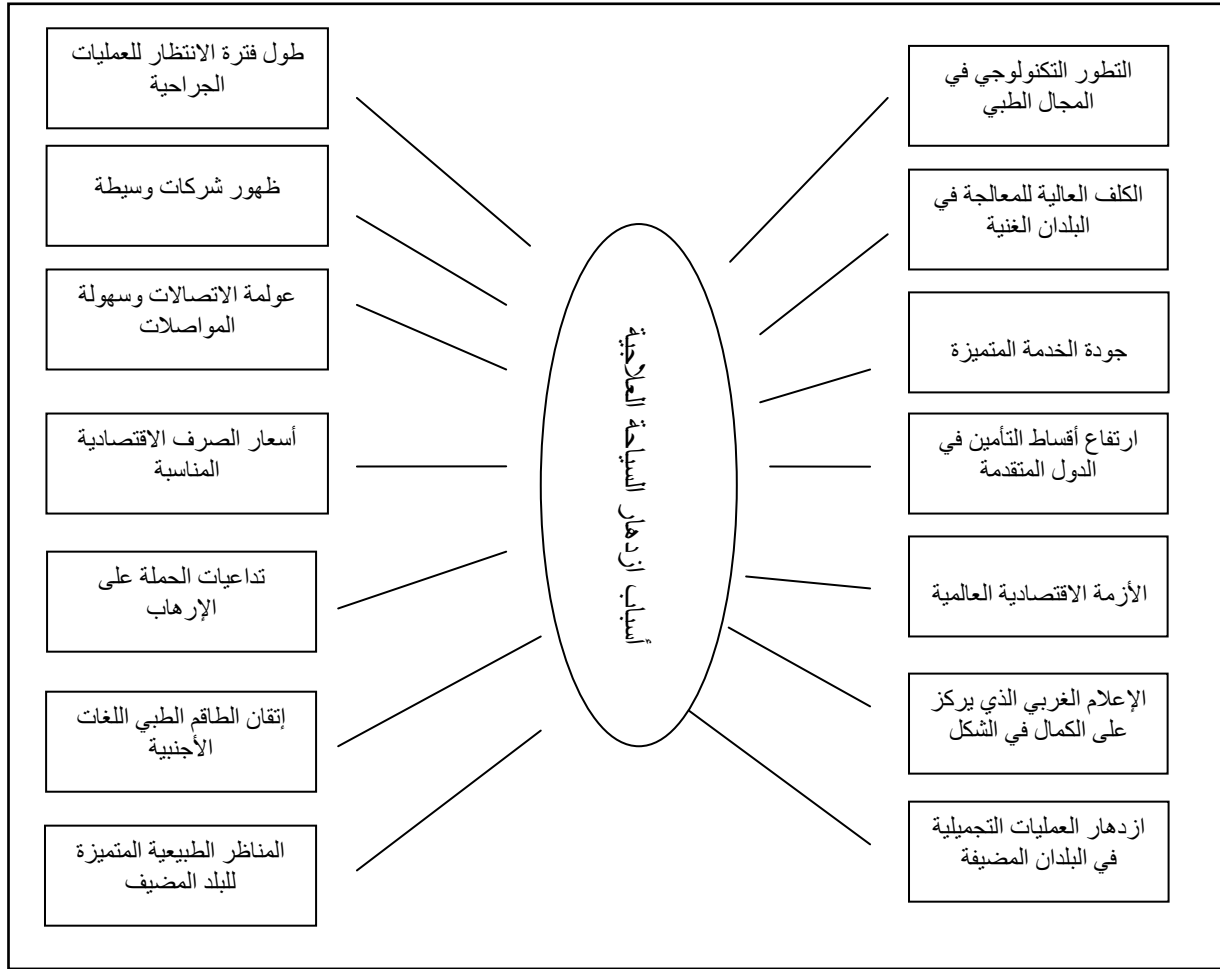 التطور التكنولوجي في
المجال الطبي
الكلف العالية للمعالجة في
البلدان الغنية
جودة الخدمة المتميزة
ارتفاع أقساط التأمين في
الدول المتقدمة
الأزمة الاقتصادية العالمية
الإعلام الغربي الذي يركز
على الكمال في الشكل
ازدهار العمليات التجميلية
في البلدان المضيفة
أسباب ازدهار السياحة العلاجية
طول فترة الانتظار للعمليات
الجراحية
ظهور شركات وسيطة
عولمة الاتصالات وسهولة
المواصلات
أسعار الصرف الاقتصادية
المناسبة
تداعيات الحملة على
الإرهاب
إتقان الطاقم الطبي اللغات
الأجنبية
المناظر الطبيعية المتميزة
للبلد المضيف